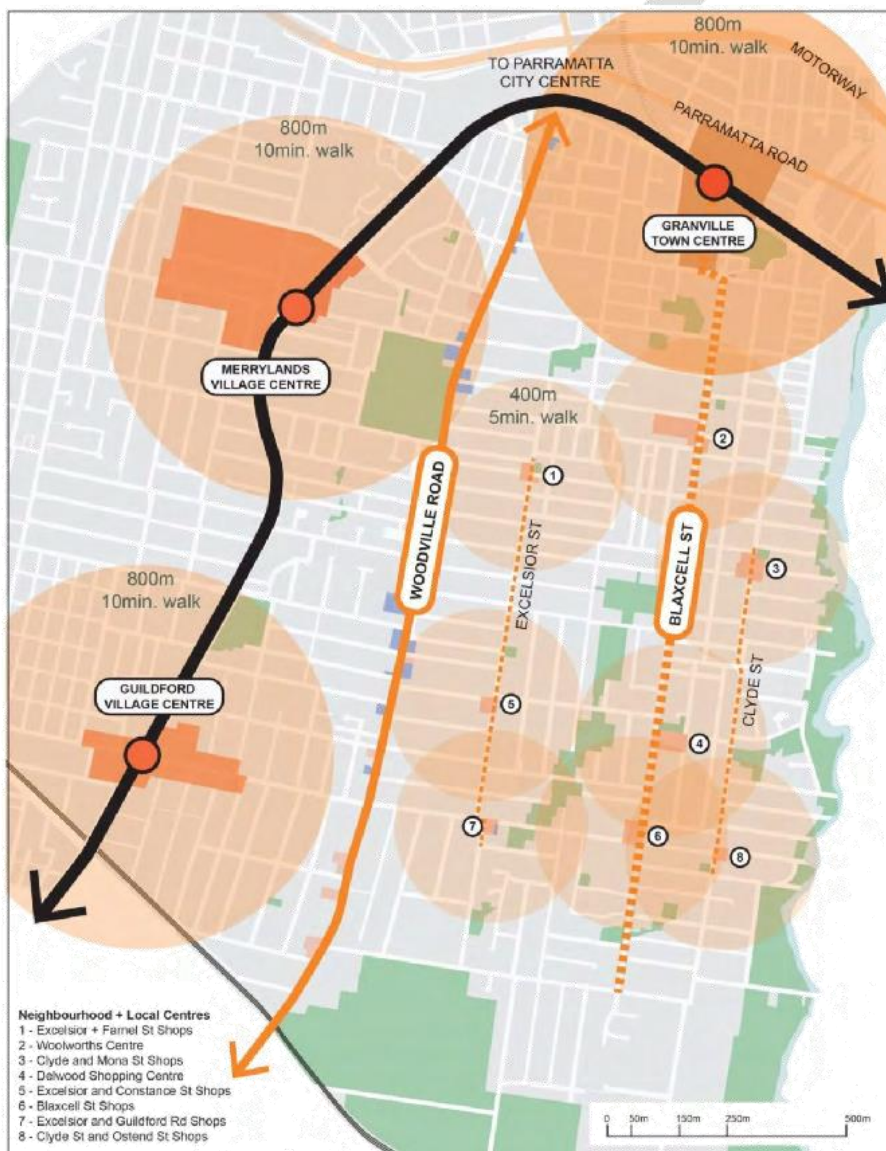 800m
10min. walk
MOTORWAY
TO PARRAMATTA
CITY CENTRE
PARRAMATTA ROAD
800m
10min. walk
GRANVILLE
TOWN CENTRE
MERRYLANDS
VILLAGE CENTRE
400m
5min. walk
2
1
WOODVILLE ROAD
EXCELSIOR ST
BLAXCELL ST
3
CLYDE ST
800m
10min. walk
GUILDFORD
VILLAGE CENTRE
5
4
7
6
8
Neighbourhood + Local Centres
1 - Excelsior + Farnel St Shops
2 - Woolworths Centre
3 - Clyde and Mona St Shops
4 - Delwood Shopping Centre
5 - Excelsior and Constance St Shops
6 - Blaxcell St Shops
7 - Excelsior and Guildford Rd Shops
8 - Clyde St and Ostend St Shops
0 50m 150m 250m 500m